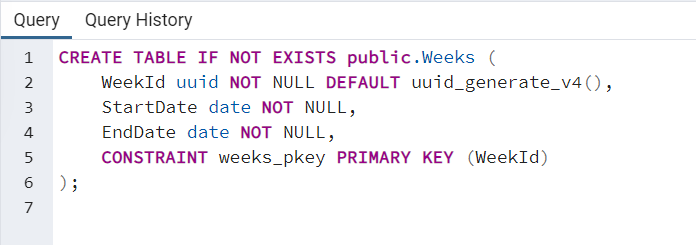 Query Query History
1 CREATE TABLE IF NOT EXISTS public.Weeks (
2     WeekId uuid NOT NULL DEFAULT uuid_generate_v4(),
3     StartDate date NOT NULL,
4     EndDate date NOT NULL,
5     CONSTRAINT weeks_pkey PRIMARY KEY (WeekId)
6 );
7